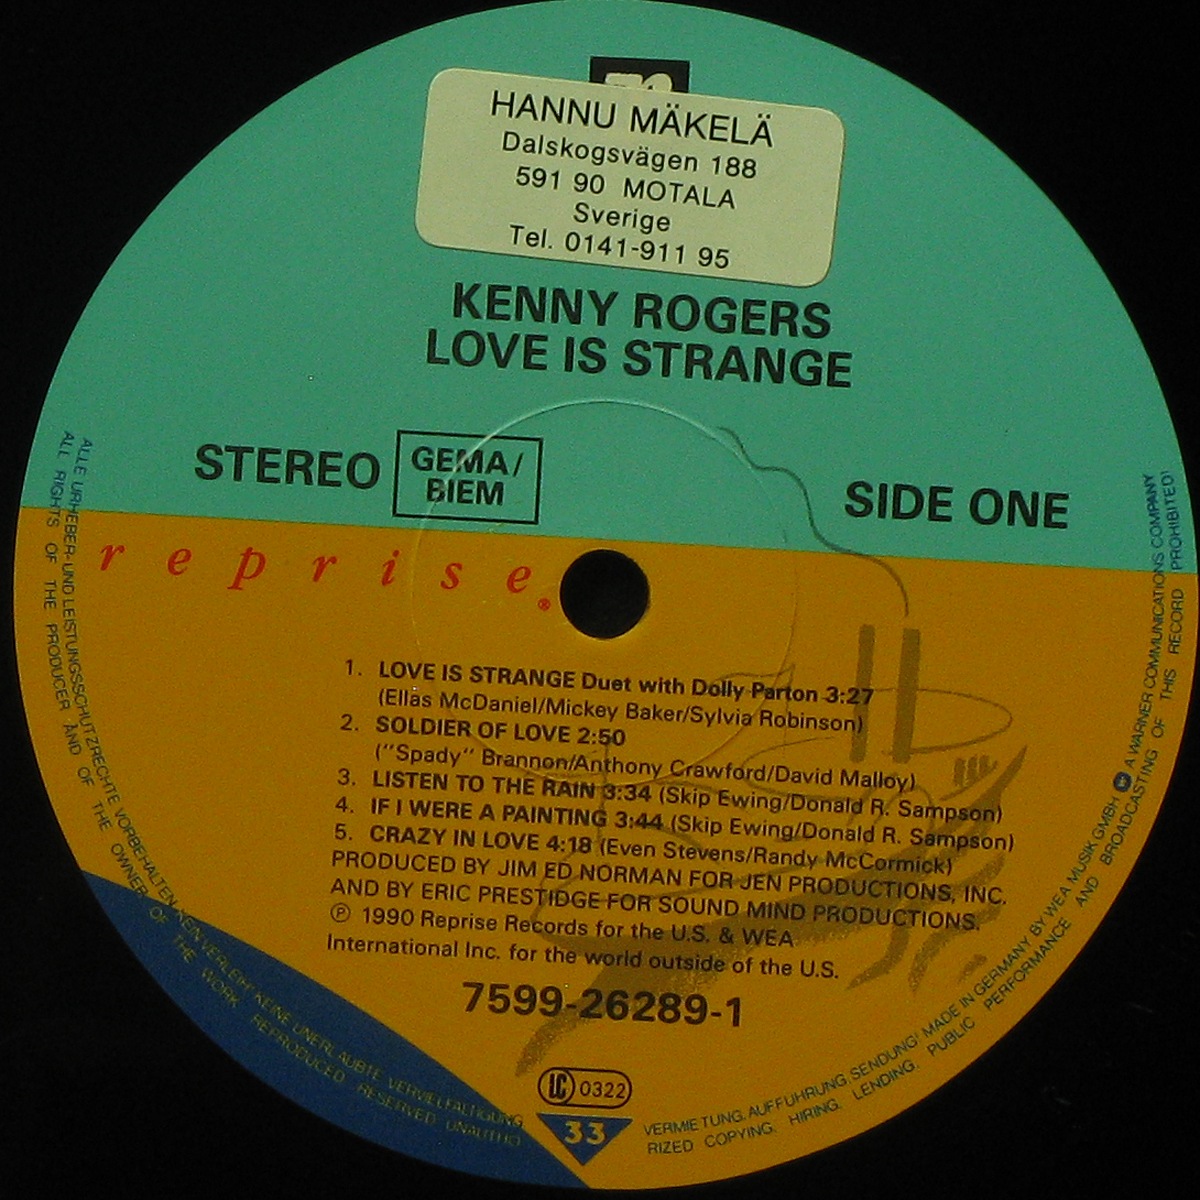 HANNU MÄKELÄ
Dalskogsvägen 188
591 90 MOTALA
Sverige
Tel. 0141-911 95
KENNY ROGERS
LOVE IS STRANGE
STEREO
GEMA/
BIEM
SIDE ONE
reprise®
1. LOVE IS STRANGE Duet with Dolly Parton 3:27
(Ellas McDaniel/Mickey Baker/Sylvia Robinson)
2. SOLDIER OF LOVE 2:50
("Spady" Brannon/Anthony Crawford/David Malloy)
3. LISTEN TO THE RAIN 3:34 (Skip Ewing/Donald R. Sampson)
4. IF I WERE A PAINTING 3:44 (Skip Ewing/Donald R. Sampson)
5. CRAZY IN LOVE 4:18 (Even Stevens/Randy McCormick)
PRODUCED BY JIM ED NORMAN FOR JEN PRODUCTIONS, INC.
AND BY ERIC PRESTIDGE FOR SOUND MIND PRODUCTIONS.
℗ 1990 Reprise Records for the U.S. & WEA
International Inc. for the world outside of the U.S.
7599-26289-1
LC 0322
33
ALLE URHEBER- UND LEISTUNGSSCHUTZRECHTE VORBEHALTEN. KEIN VERLEIH! KEINE UNERLAUBTE VERVIELFÄLTIGUNG, VERMIETUNG, AUFFÜHRUNG, SENDUNG! MADE IN GERMANY BY WEA MUSIK GMBH A WARNER COMMUNICATIONS COMPANY
ALL RIGHTS OF THE PRODUCER AND OF THE OWNER OF THE WORK REPRODUCED RESERVED. UNAUTHORIZED COPYING, HIRING, LENDING, PUBLIC PERFORMANCE AND BROADCASTING OF THIS RECORD PROHIBITED!